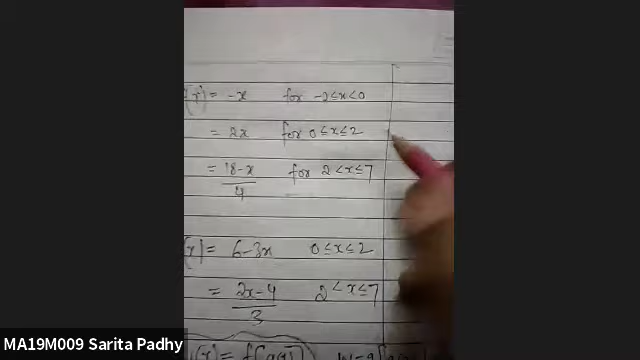 f(x) = -x for -2≤x<0
= 2x for 0≤x≤2
= 18-x/4 for 2<x≤7
(x) = 6-3x 0≤x≤2
= 2x-4/3 2<x≤7
MA19M009 Sarita Padhy